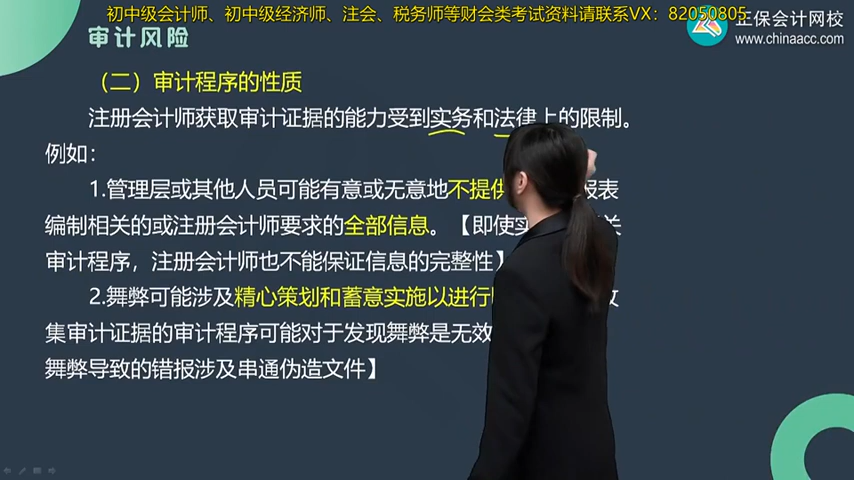 初中级会计师、初中级经济师、注会、税务师等财会类考试资料请联系VX：82050805
正保会计网校
www.chinaacc.com
审计风险
（二）审计程序的性质
注册会计师获取审计证据的能力受到实务和法律上的限制。
例如：
1.管理层或其他人员可能有意或无意地不提供 报表
编制相关的或注册会计师要求的全部信息。【即使实 关
审计程序，注册会计师也不能保证信息的完整性】
2.舞弊可能涉及精心策划和蓄意实施以进行
集审计证据的审计程序可能对于发现舞弊是无效
舞弊导致的错报涉及串通伪造文件】